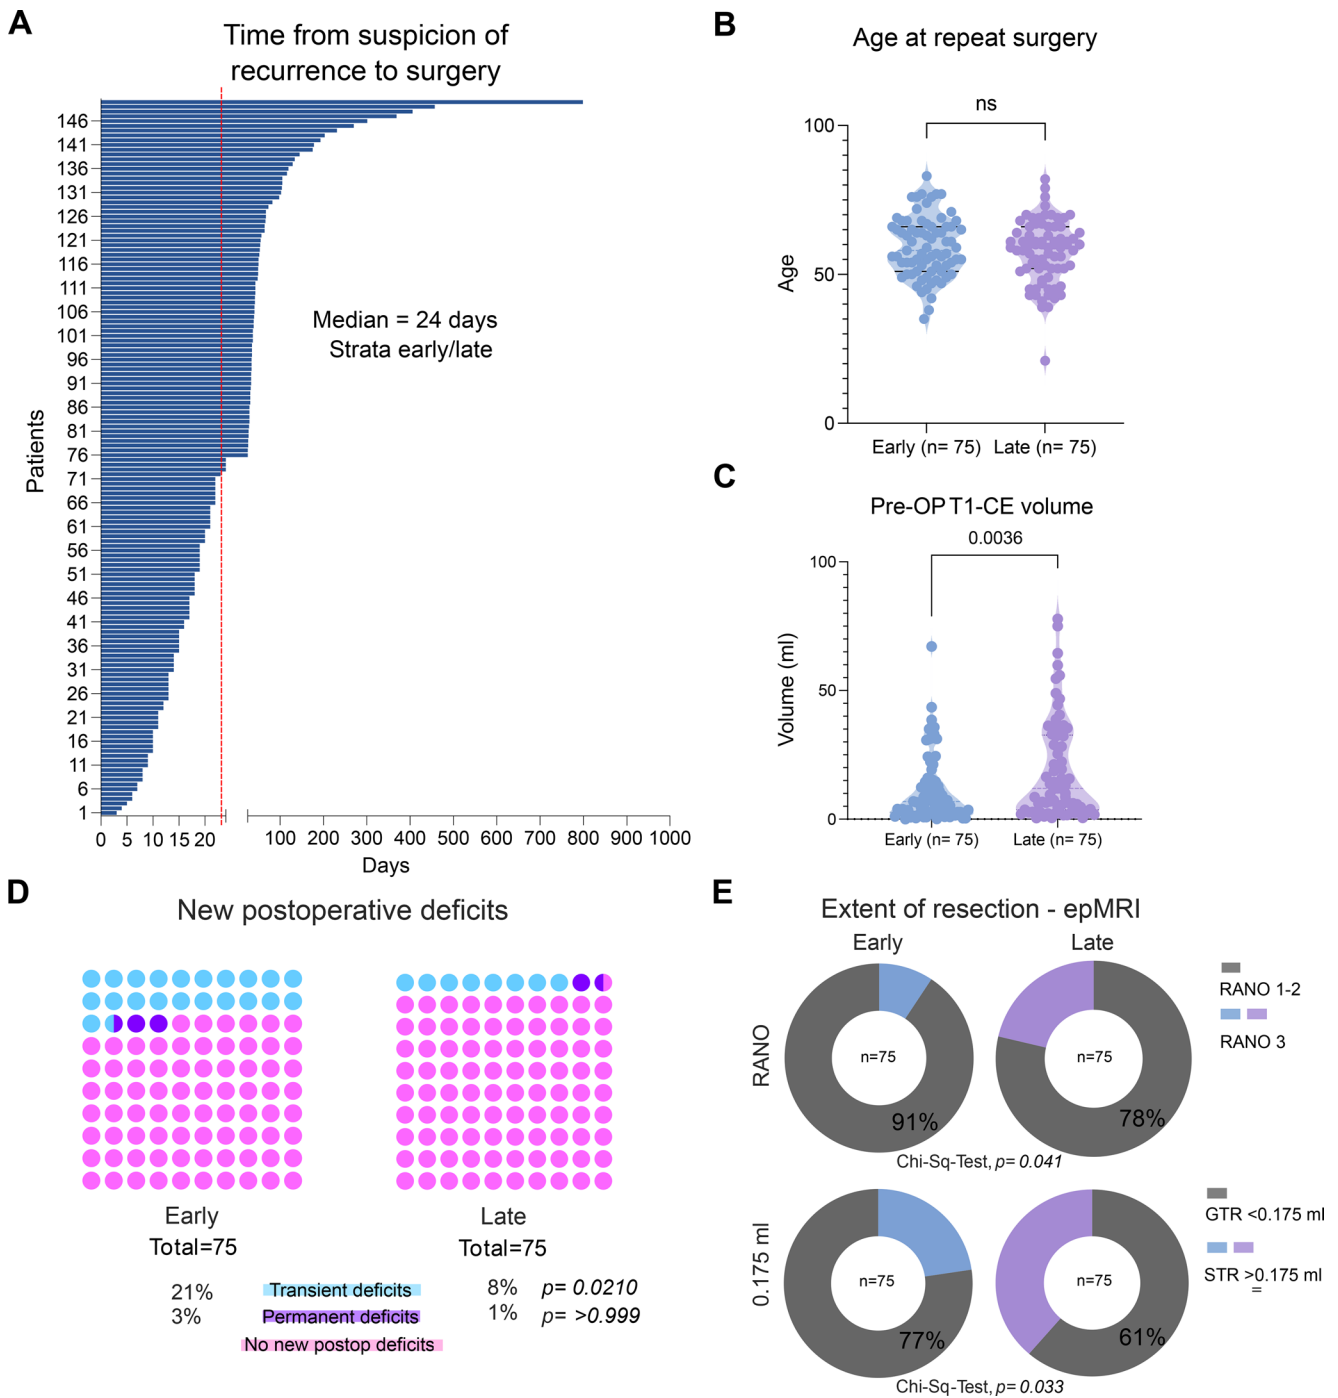 A
Time from suspicion of
recurrence to surgery
Patients
146
141
136
131
126
121
116
111
106
101
96
91
86
81
76
71
66
61
56
51
46
41
36
31
26
21
16
11
6
1
Median = 24 days
Strata early/late
0 5 10 15 20 100 200 300 400 500 600 700 800 900 1000
Days
B
Age at repeat surgery
ns
Age
100
50
0
Early (n= 75) Late (n= 75)
C
Pre-OP T1-CE volume
0.0036
Volume (ml)
100
50
0
Early (n= 75) Late (n= 75)
D
New postoperative deficits
Early Late
Total=75 Total=75
21% Transient deficits 8% p= 0.0210
3% Permanent deficits 1% p= >0.999
No new postop deficits
E
Extent of resection - epMRI
Early Late
RANO
n=75 n=75
91% 78%
RANO 1-2
RANO 3
Chi-Sq-Test, p= 0.041
0.175 ml
n=75 n=75
77% 61%
GTR <0.175 ml
STR >0.175 ml
=
Chi-Sq-Test, p= 0.033